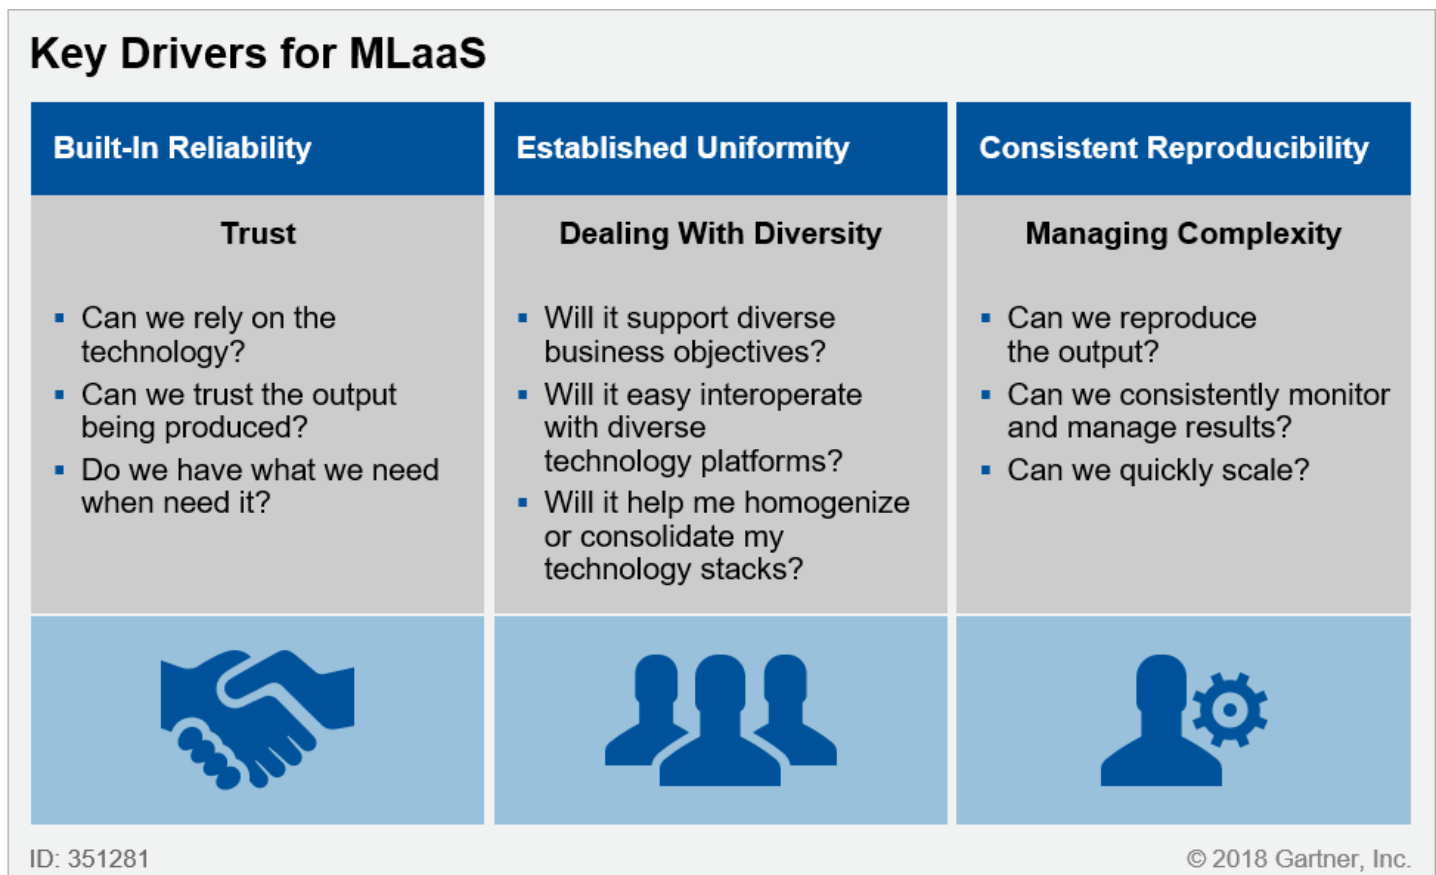 Key Drivers for MLaaS
Built-In Reliability
Trust
Can we rely on the
technology?
Can we trust the output
being produced?
Do we have what we need
when need it?
Established Uniformity
Dealing With Diversity
Will it support diverse
business objectives?
Will it easy interoperate
with diverse
technology platforms?
Will it help me homogenize
or consolidate my
technology stacks?
Consistent Reproducibility
Managing Complexity
Can we reproduce
the output?
Can we consistently monitor
and manage results?
Can we quickly scale?
ID: 351281
© 2018 Gartner, Inc.